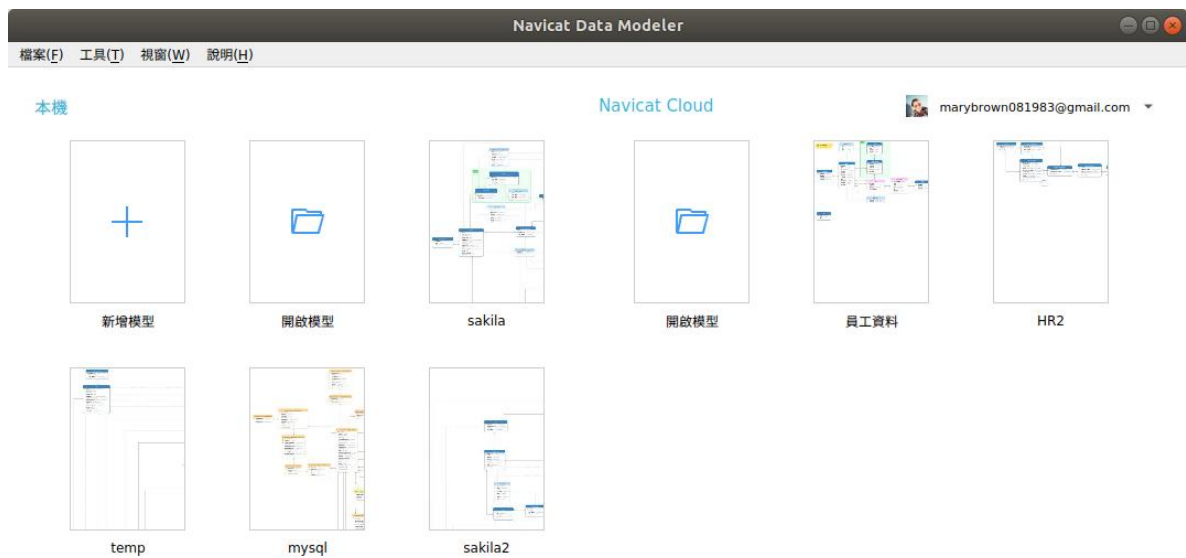 Navicat Data Modeler
檔案(F) 工具(T) 視窗(W) 說明(H)
本機
Navicat Cloud
marybrown081983@gmail.com
新增模型
開啟模型
sakila
開啟模型
員工資料
HR2
temp
mysql
sakila2